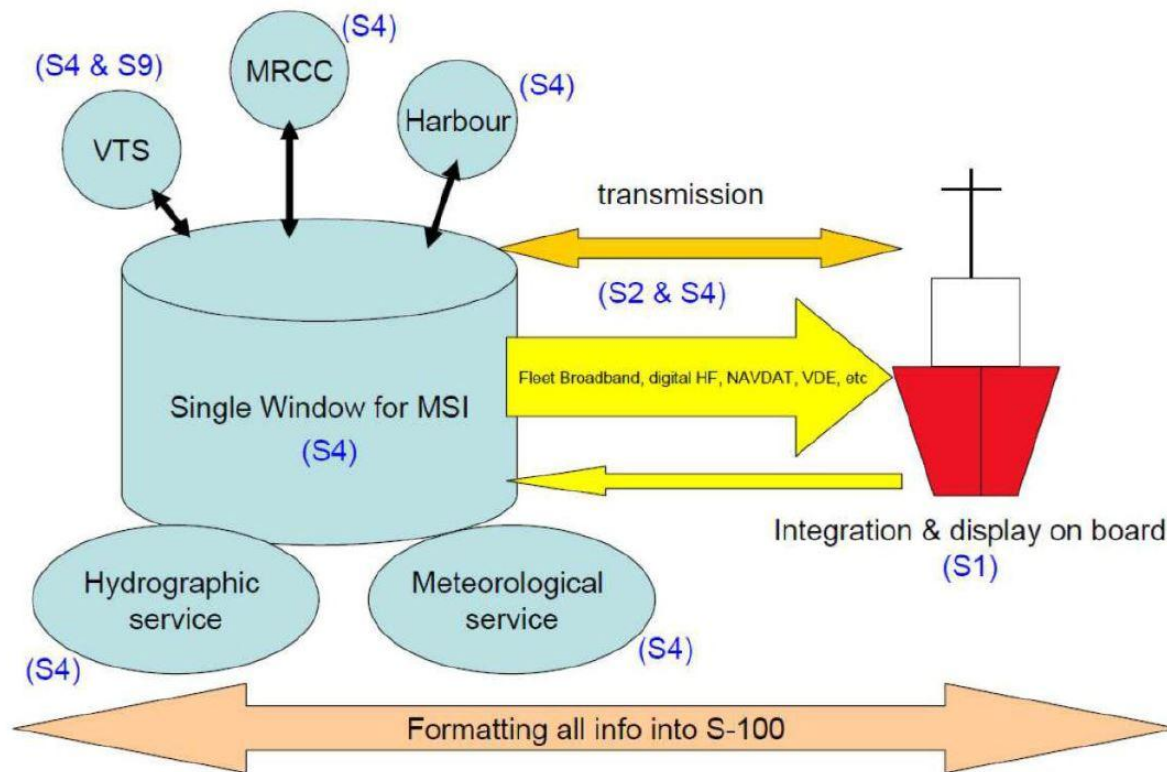 (S4)
(S4 & S9)
MRCC
(S4)
Harbour
VTS
transmission
(S2 & S4)
Fleet Broadband, digital HF, NAVDAT, VDE, etc
Single Window for MSI
(S4)
Integration & display on board
(S1)
Hydrographic
service
Meteorological
service
(S4)
(S4)
Formatting all info into S-100